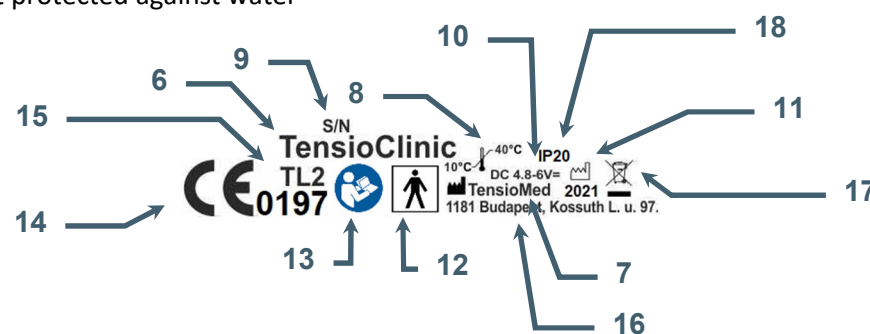 protected against water
10
18
9
6
8
11
15
S/N
TensioClinic
40°C
IP20
10°C
DC 4.8-6V=
TL2
TensioMed
2021
CE
0197
1181 Budapest, Kossuth L. u. 97.
17
14
13
12
7
16